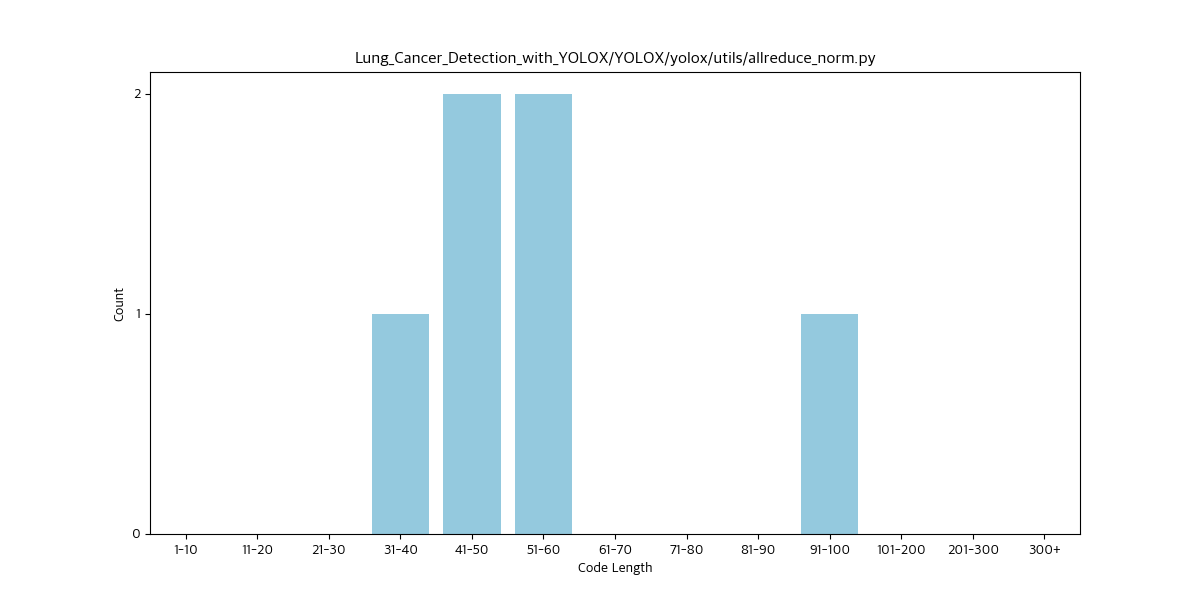 Lung_Cancer_Detection_with_YOLOX/YOLOX/yolox/utils/allreduce_norm.py
2
1
0
Count
1-10 11-20 21-30 31-40 41-50 51-60 61-70 71-80 81-90 91-100 101-200 201-300 300+
Code Length